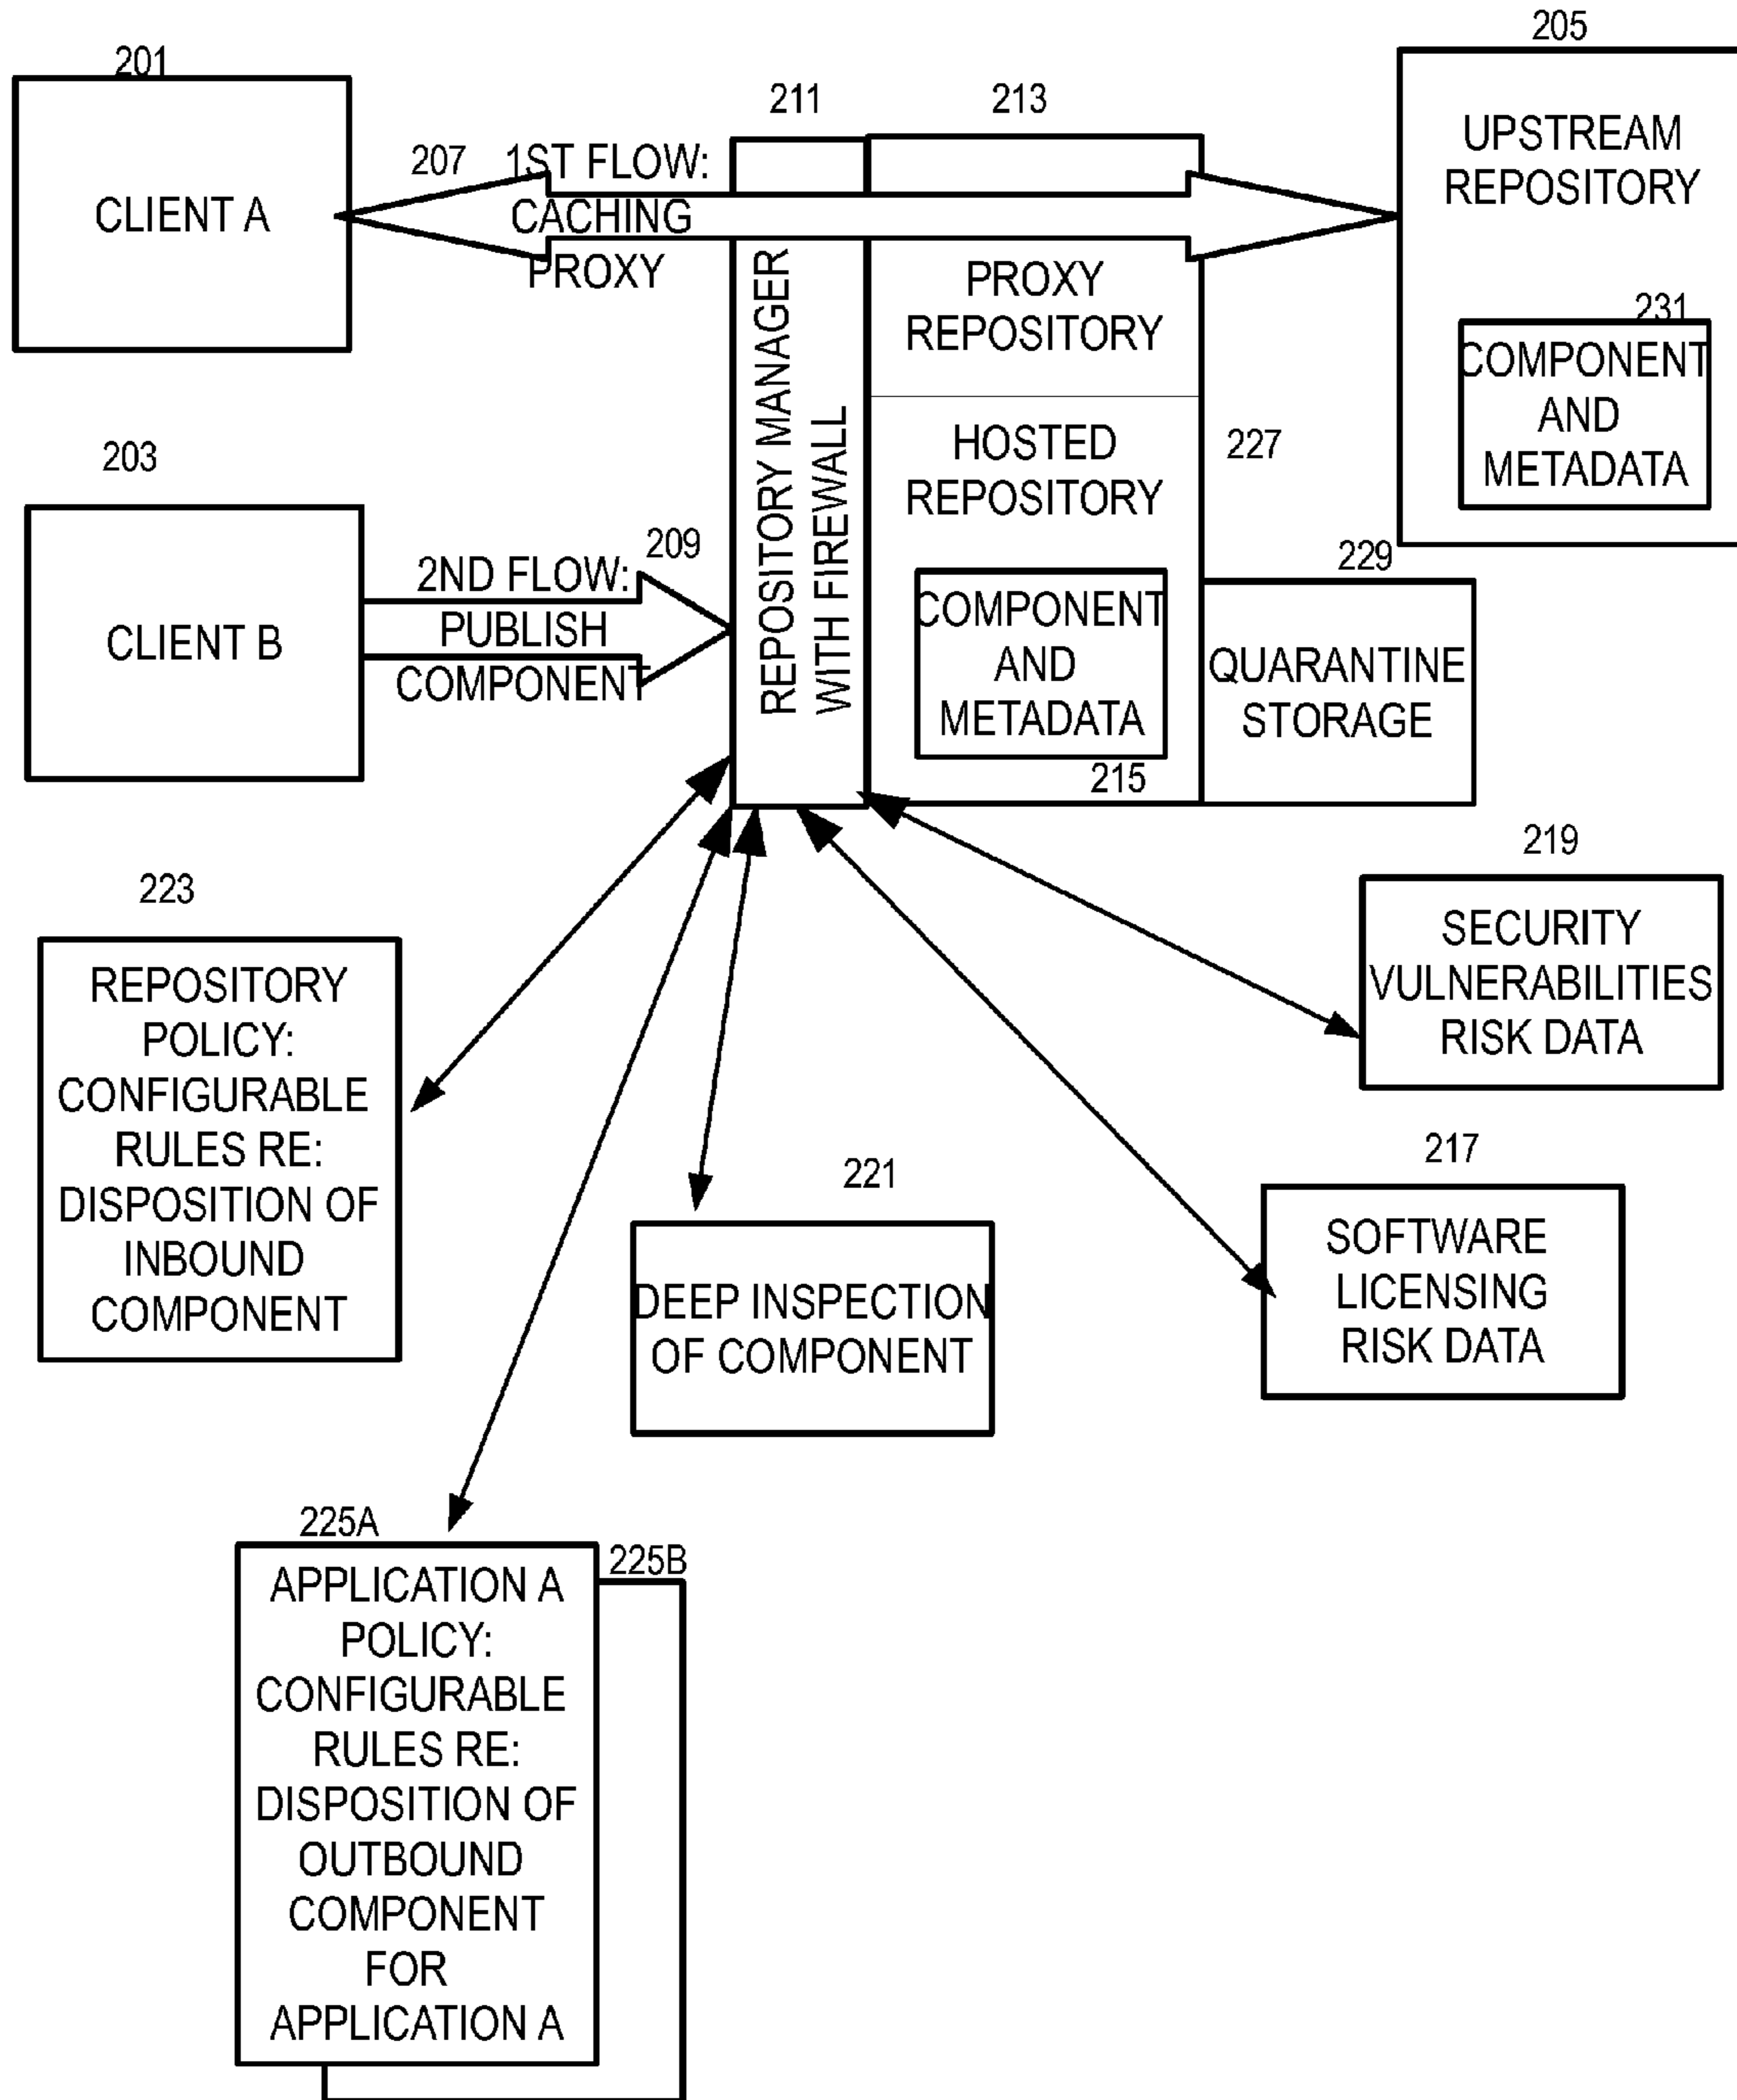 201
CLIENT A
207
1ST FLOW:
CACHING
PROXY
211
213
205
UPSTREAM
REPOSITORY
231
COMPONENT
AND
METADATA
PROXY
REPOSITORY
REPOSITORY MANAGER
WITH FIREWALL
HOSTED
REPOSITORY
227
203
CLIENT B
209
2ND FLOW:
PUBLISH
COMPONENT
COMPONENT
AND
METADATA
215
229
QUARANTINE
STORAGE
219
SECURITY
VULNERABILITIES
RISK DATA
223
REPOSITORY
POLICY:
CONFIGURABLE
RULES RE:
DISPOSITION OF
INBOUND
COMPONENT
221
DEEP INSPECTION
OF COMPONENT
217
SOFTWARE
LICENSING
RISK DATA
225A
225B
APPLICATION A
POLICY:
CONFIGURABLE
RULES RE:
DISPOSITION OF
OUTBOUND
COMPONENT
FOR
APPLICATION A